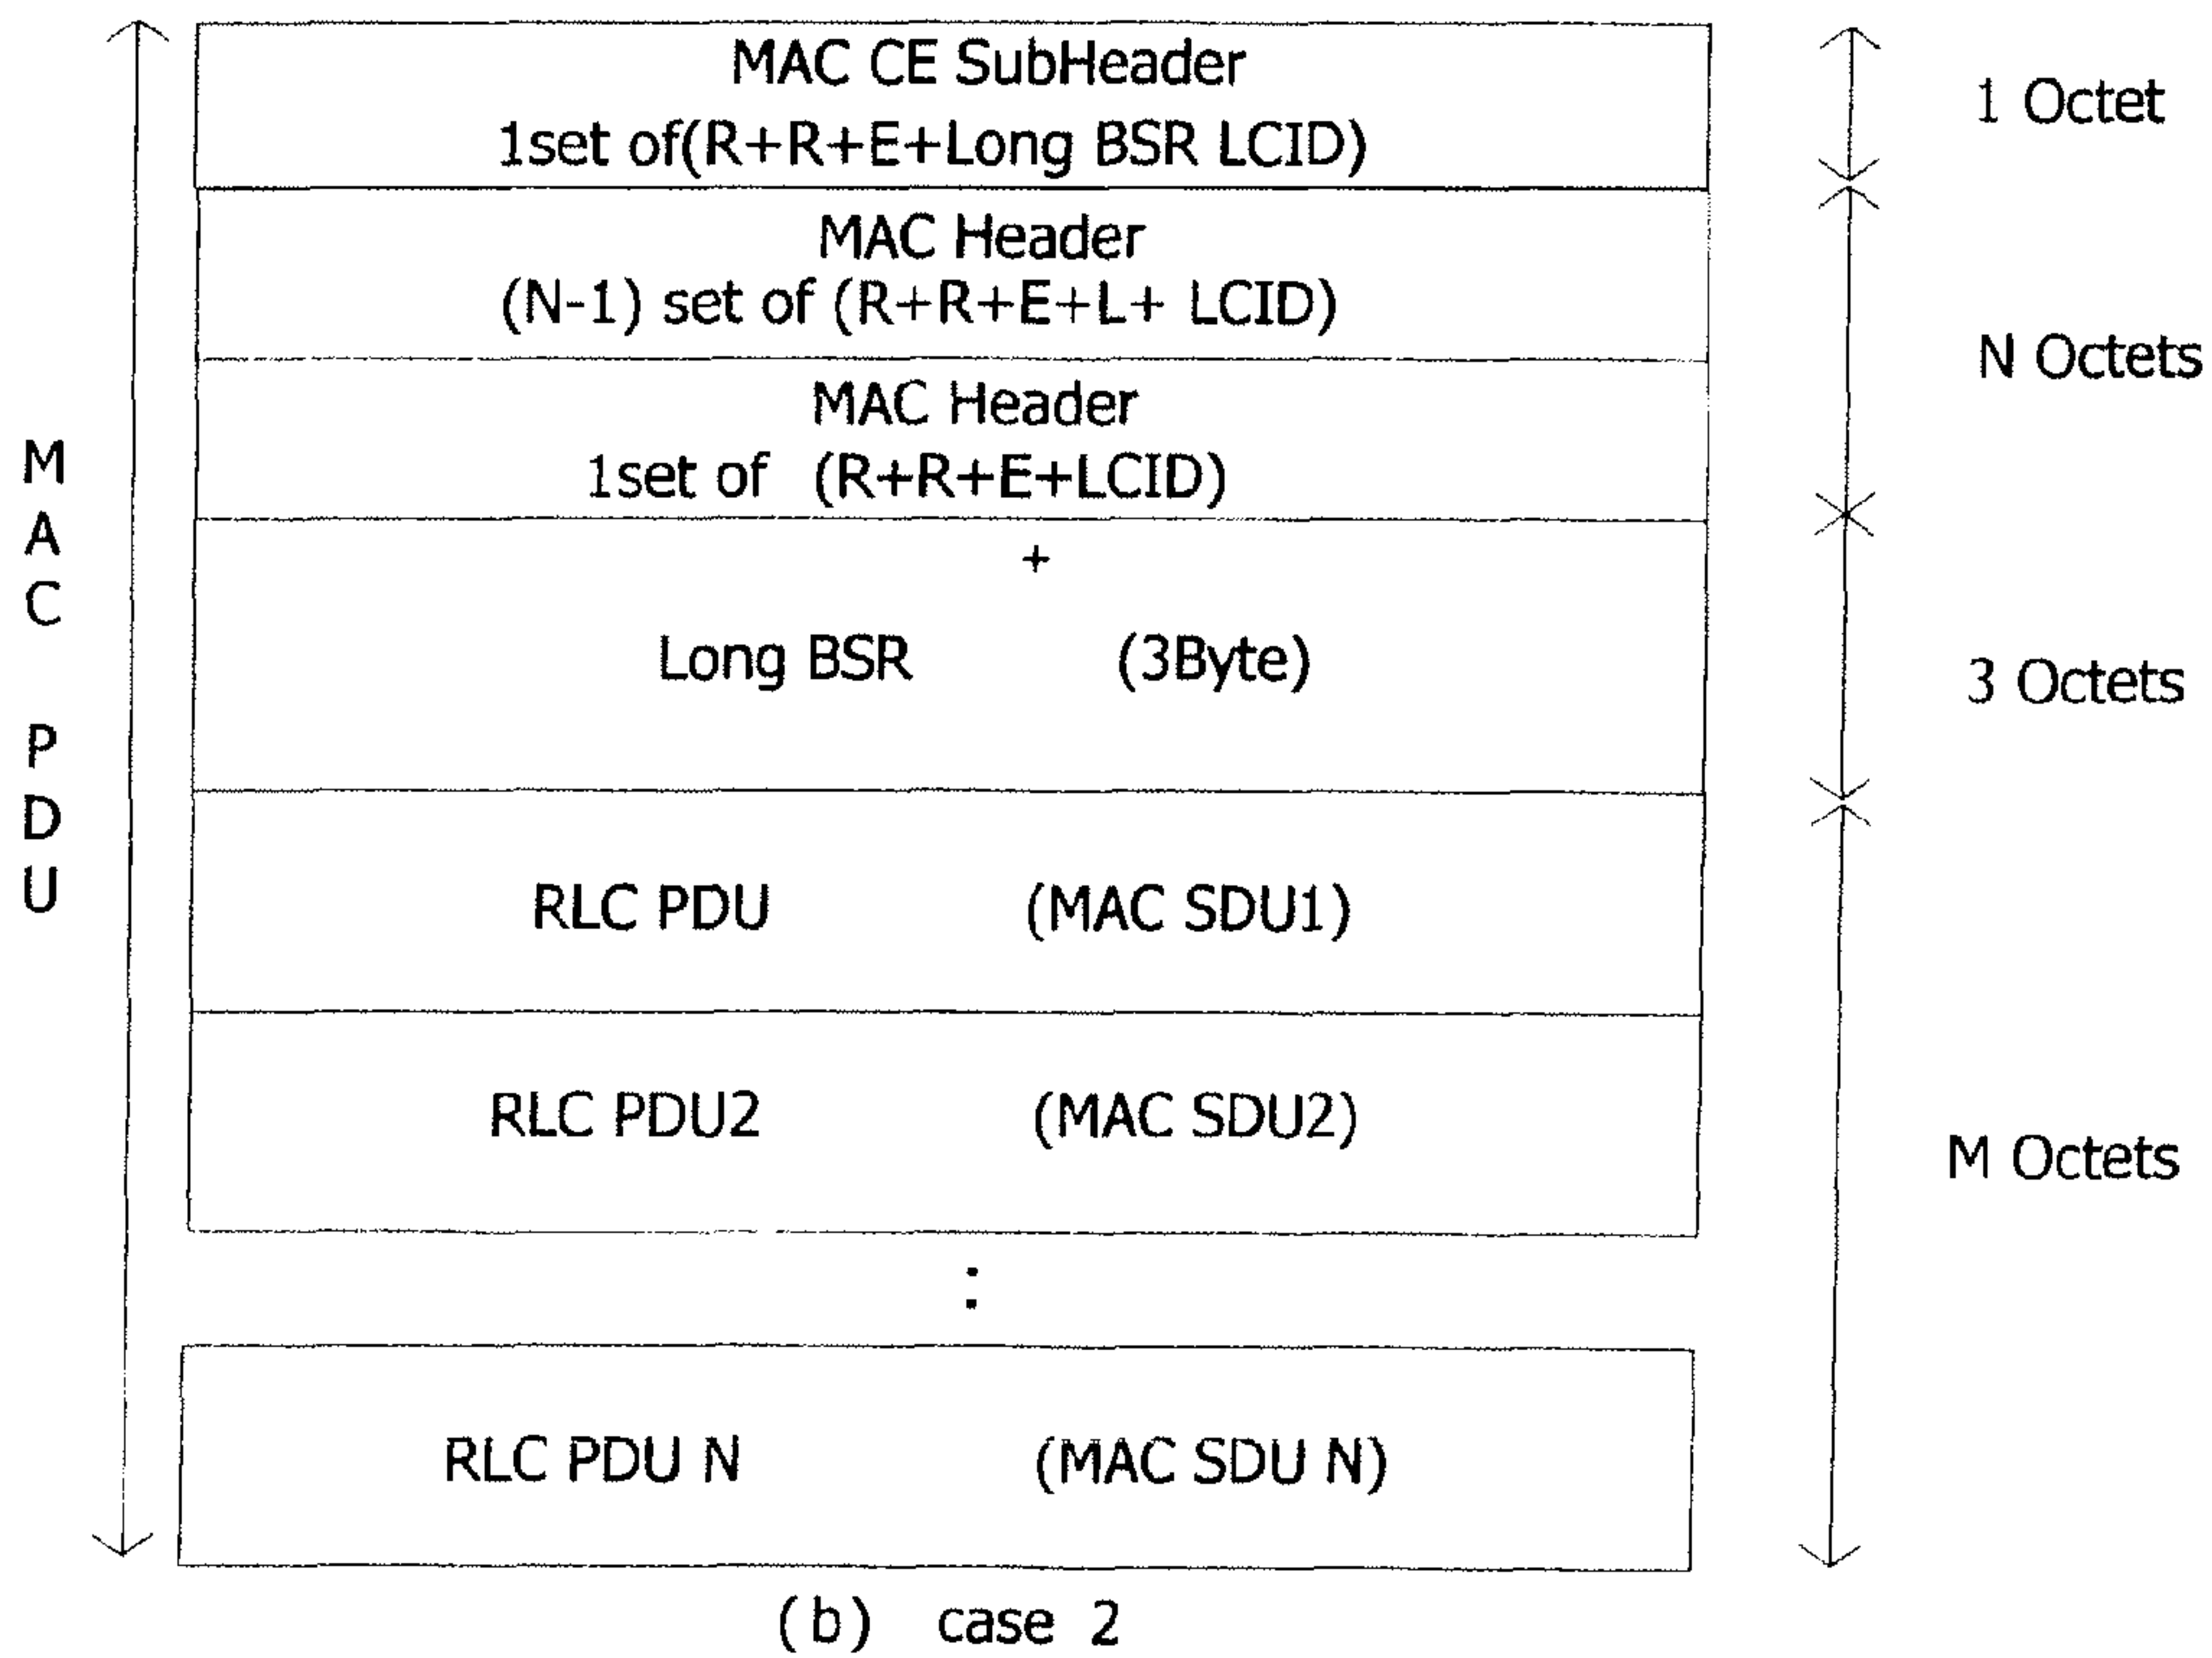 MAC CE SubHeader
1set of(R+R+E+Long BSR LCID)
1 Octet
MAC Header
(N-1) set of (R+R+E+L+ LCID)
MAC Header
1set of (R+R+E+LCID)
N Octets
+
Long BSR (3Byte)
3 Octets
MAC PDU
RLC PDU (MAC SDU1)
RLC PDU2 (MAC SDU2)
M Octets
:
RLC PDU N (MAC SDU N)
(b) case 2